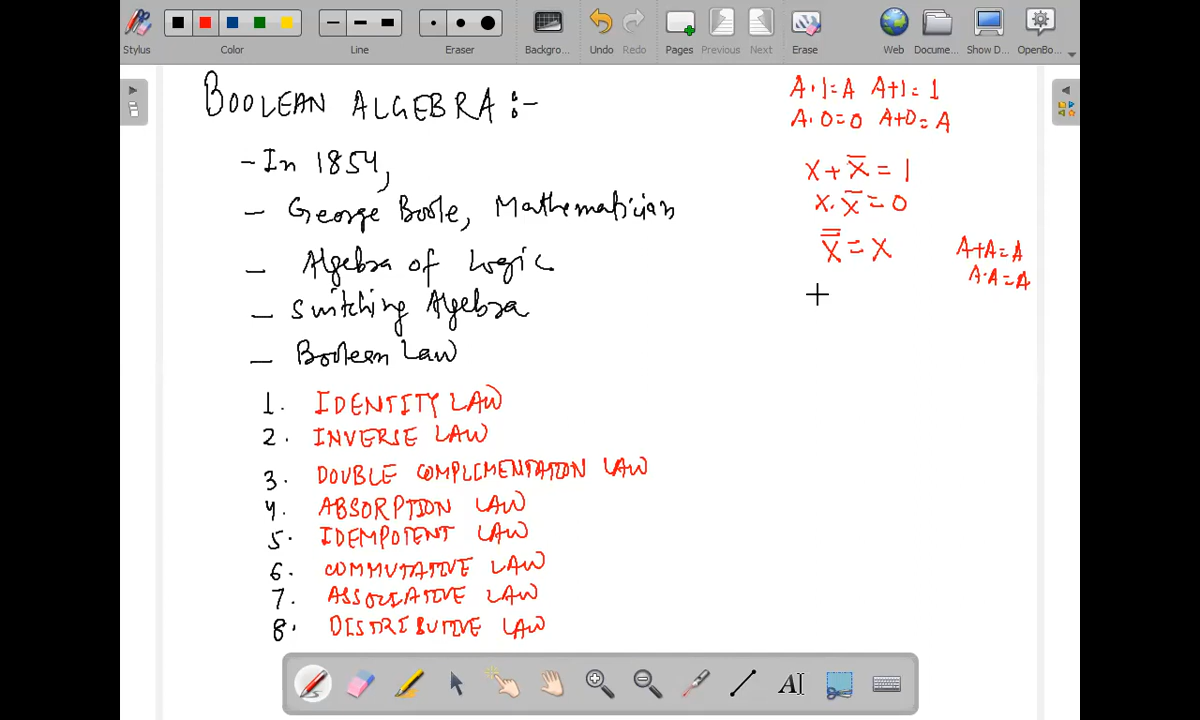 Stylus Color Line Eraser Backgro... Undo Redo Pages Previous Next Erase Web Docume... Show D... OpenBo...
BOOLEAN ALGEBRA :-
- In 1854,
- George Boole, Mathematician
- Algebra of Logic
- Switching Algebra
- Boolean Law
1. IDENTITY LAW
2. INVERSE LAW
3. DOUBLE COMPLIMENTATION LAW
4. ABSORPTION LAW
5. IDEMPOTENT LAW
6. COMMUTATIVE LAW
7. ASSOCIATIVE LAW
8. DISTRIBUTIVE LAW
A·1=A A+1=1
A·0=0 A+0=A
X+X̅=1
X·X̅=0
X̿=X
A+A=A
A·A=A
AI